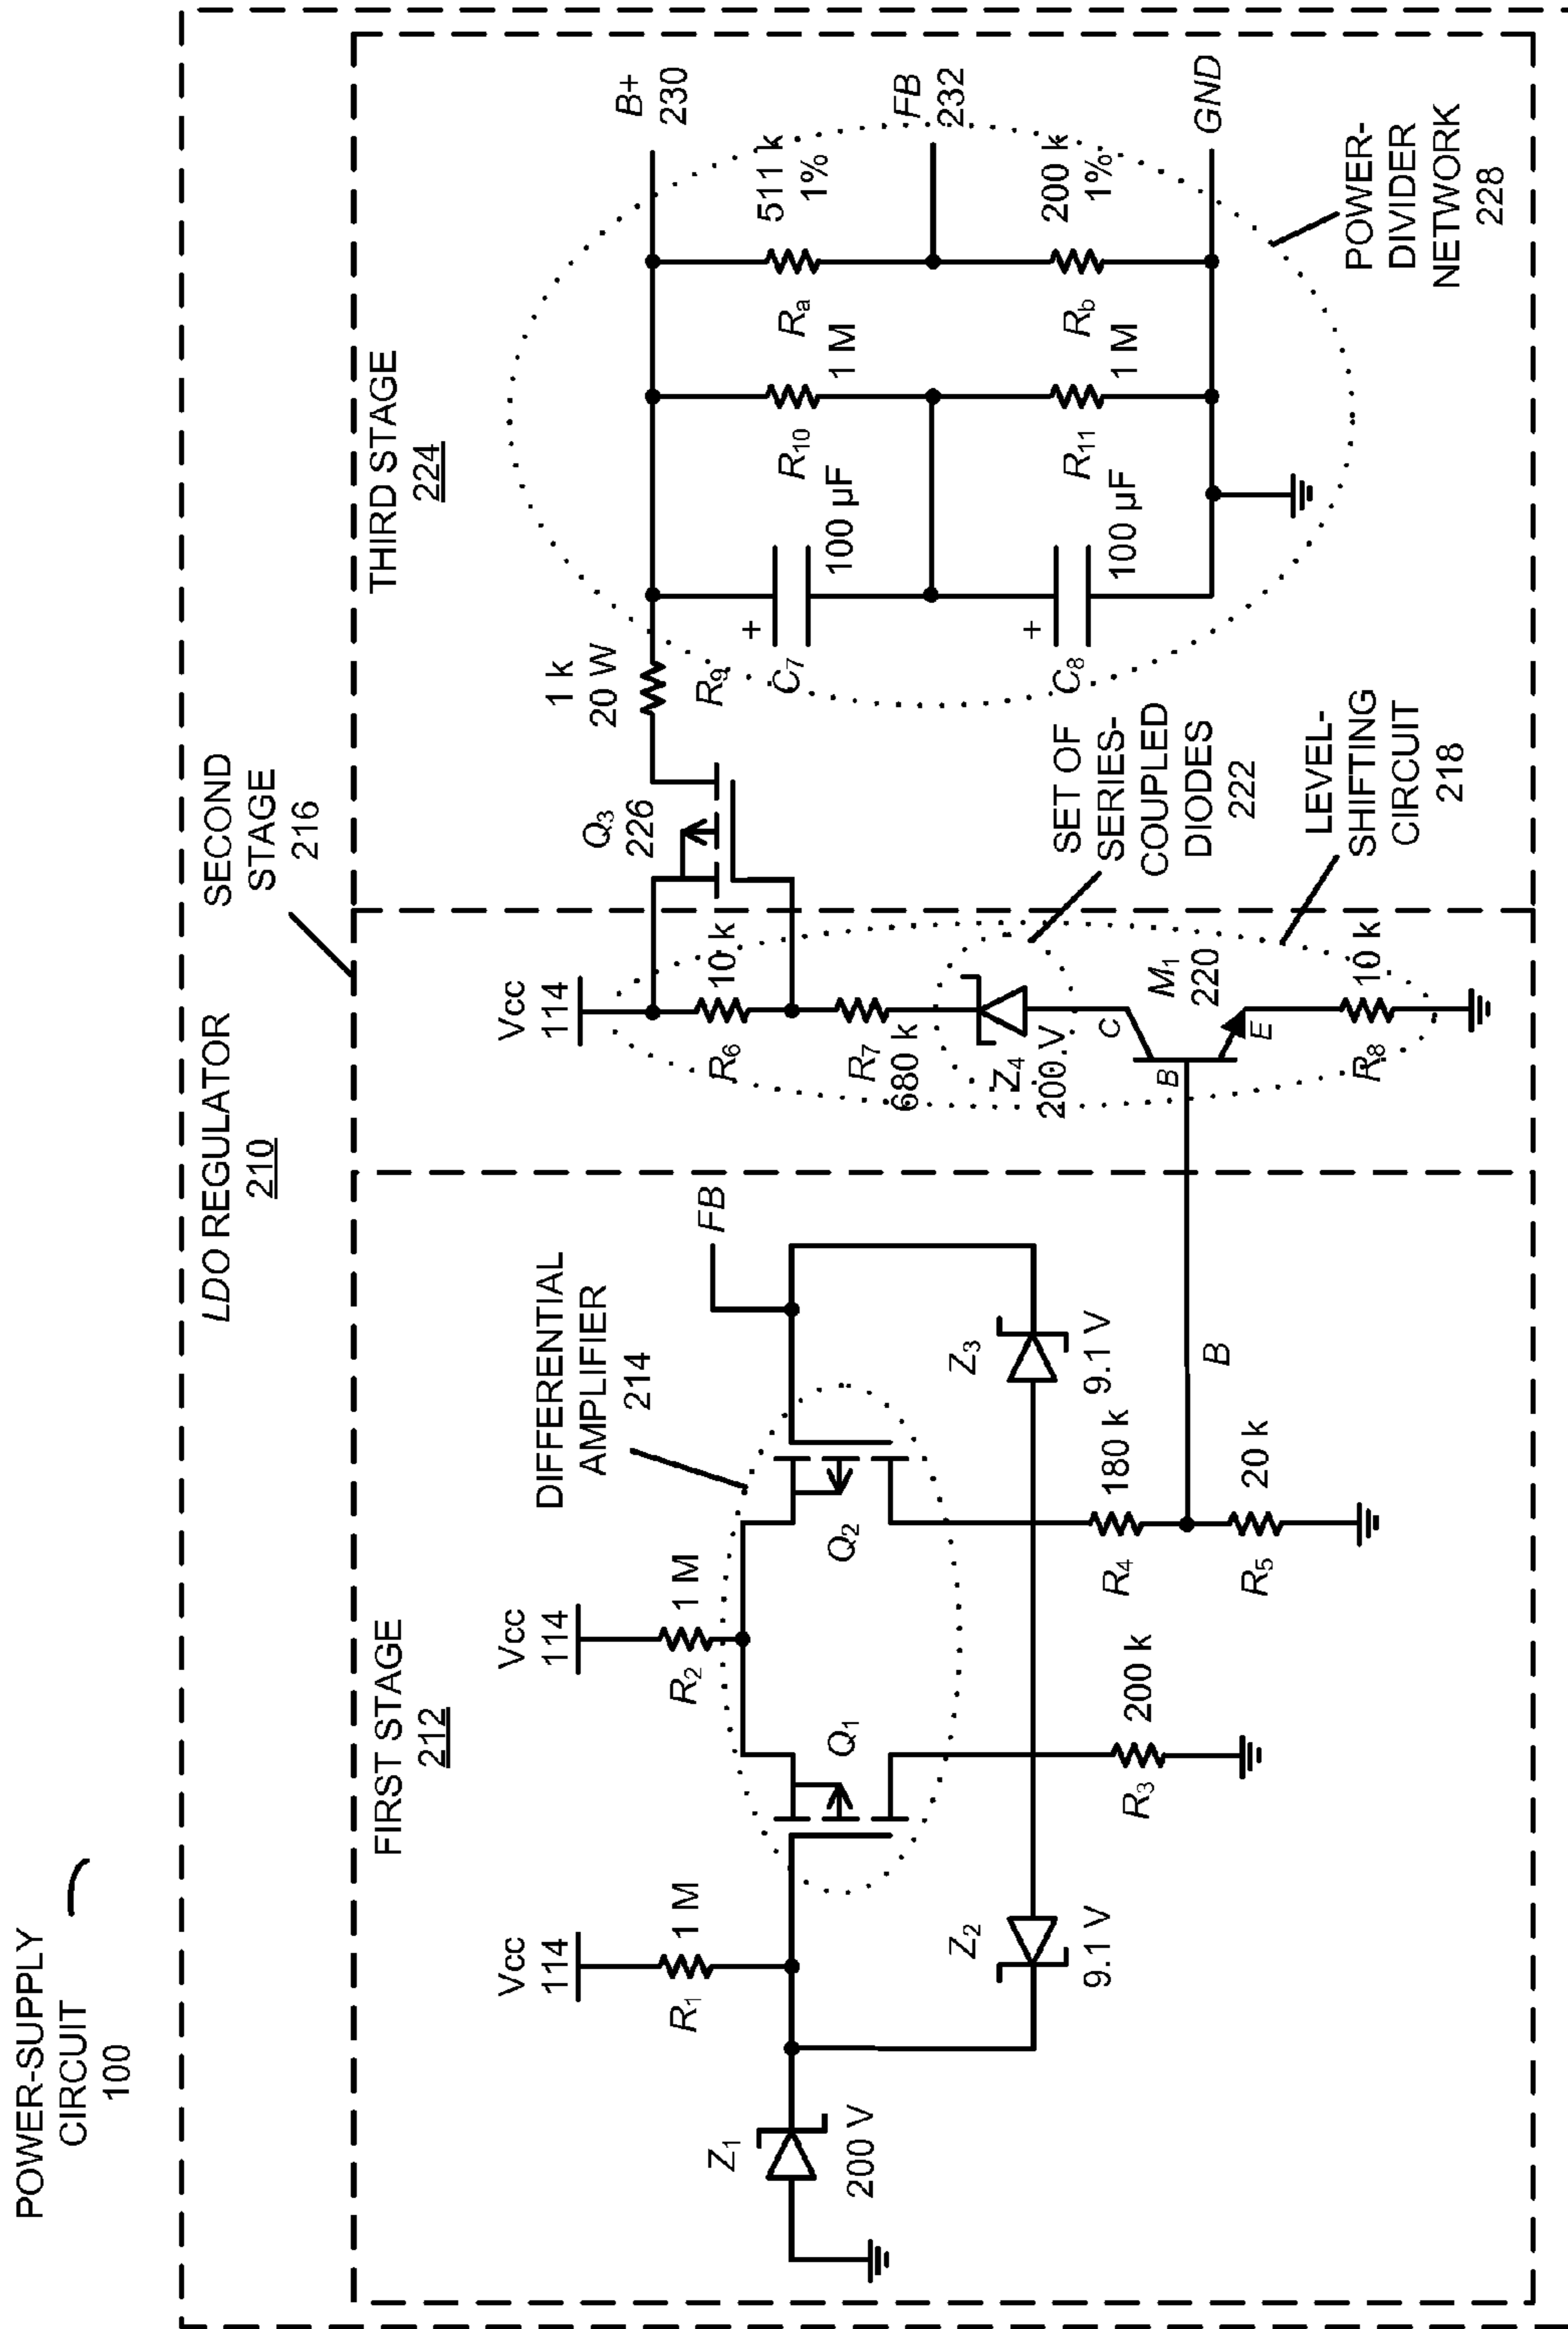 POWER-SUPPLY
CIRCUIT
100
LDO REGULATOR
210
SECOND
STAGE
216
FIRST STAGE
212
Vcc
114
R1
1 M
Vcc
114
R2
1 M
DIFFERENTIAL
AMPLIFIER
214
FB
Z1
200 V
Q1
Q2
Z2
9.1 V
Z3
9.1 V
R3
200 k
R4
180 k
R5
20 k
B
Vcc
114
R6
10 k
R7
680 k
Z4
200 V
C
B
E
M1
220
R8
10 k
SET OF
SERIES-
COUPLED
DIODES
222
LEVEL-
SHIFTING
CIRCUIT
218
THIRD STAGE
224
Q3
226
1 k
20 W
R9
B+
230
+
C7
100 µF
R10
1 M
Ra
511 k
1%
FB
232
+
C8
100 µF
R11
1 M
Rb
200 k
1%
GND
POWER-
DIVIDER
NETWORK
228